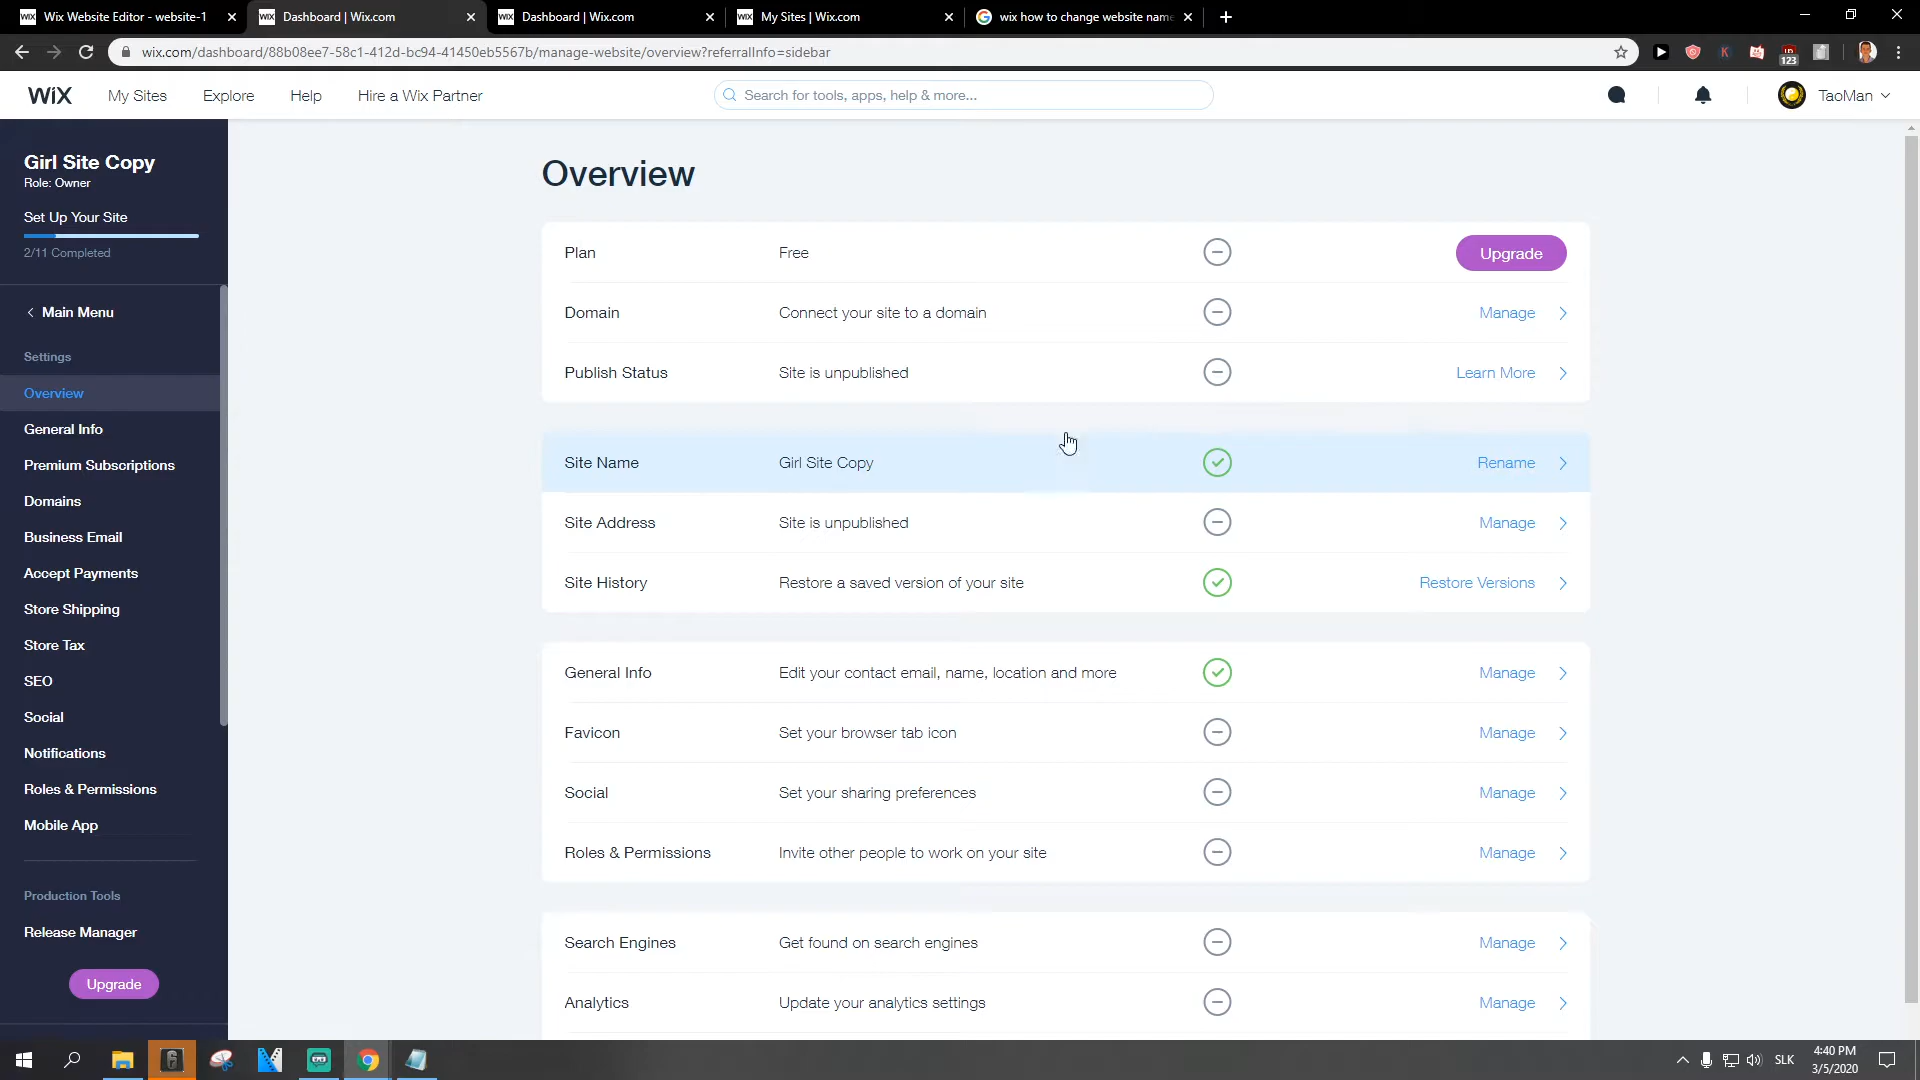 Wix Website Editor - website-1
Dashboard | Wix.com
Dashboard | Wix.com
My Sites | Wix.com
wix how to change website name
wix.com/dashboard/88b08ee7-58c1-412d-bc94-41450eb5567b/manage-website/overview?referralInfo=sidebar
123
WiX
My Sites
Explore
Help
Hire a Wix Partner
Search for tools, apps, help & more...
TaoMan
Girl Site Copy
Role: Owner
Set Up Your Site
2/11 Completed
Main Menu
Settings
Overview
General Info
Premium Subscriptions
Domains
Business Email
Accept Payments
Store Shipping
Store Tax
SEO
Social
Notifications
Roles & Permissions
Mobile App
Production Tools
Release Manager
Upgrade
Overview
Plan Free Upgrade
Domain Connect your site to a domain Manage
Publish Status Site is unpublished Learn More
Site Name Girl Site Copy Rename
Site Address Site is unpublished Manage
Site History Restore a saved version of your site Restore Versions
General Info Edit your contact email, name, location and more Manage
Favicon Set your browser tab icon Manage
Social Set your sharing preferences Manage
Roles & Permissions Invite other people to work on your site Manage
Search Engines Get found on search engines Manage
Analytics Update your analytics settings Manage
SLK
4:40 PM
3/5/2020